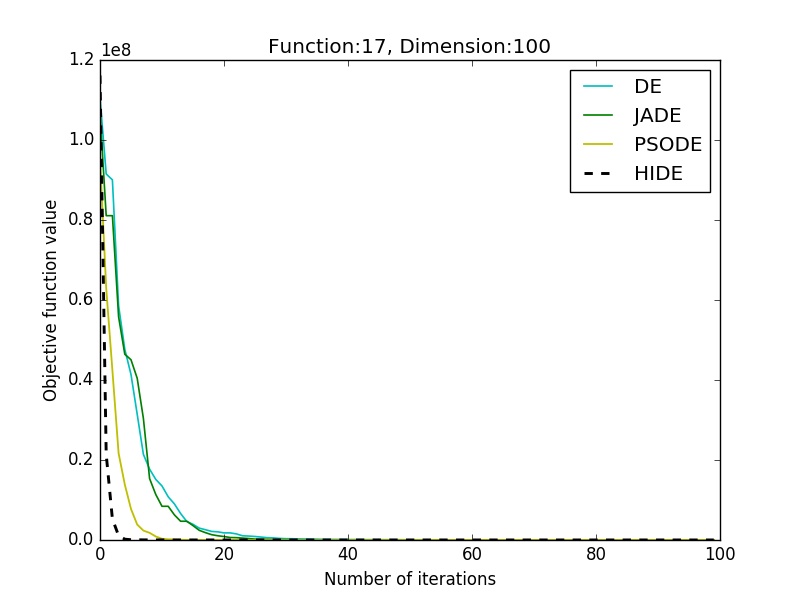 Function:17, Dimension:100
1e8
1.2
1.0
0.8
0.6
0.4
0.2
0.0
Objective function value
DE
JADE
PSODE
HIDE
0 20 40 60 80 100
Number of iterations